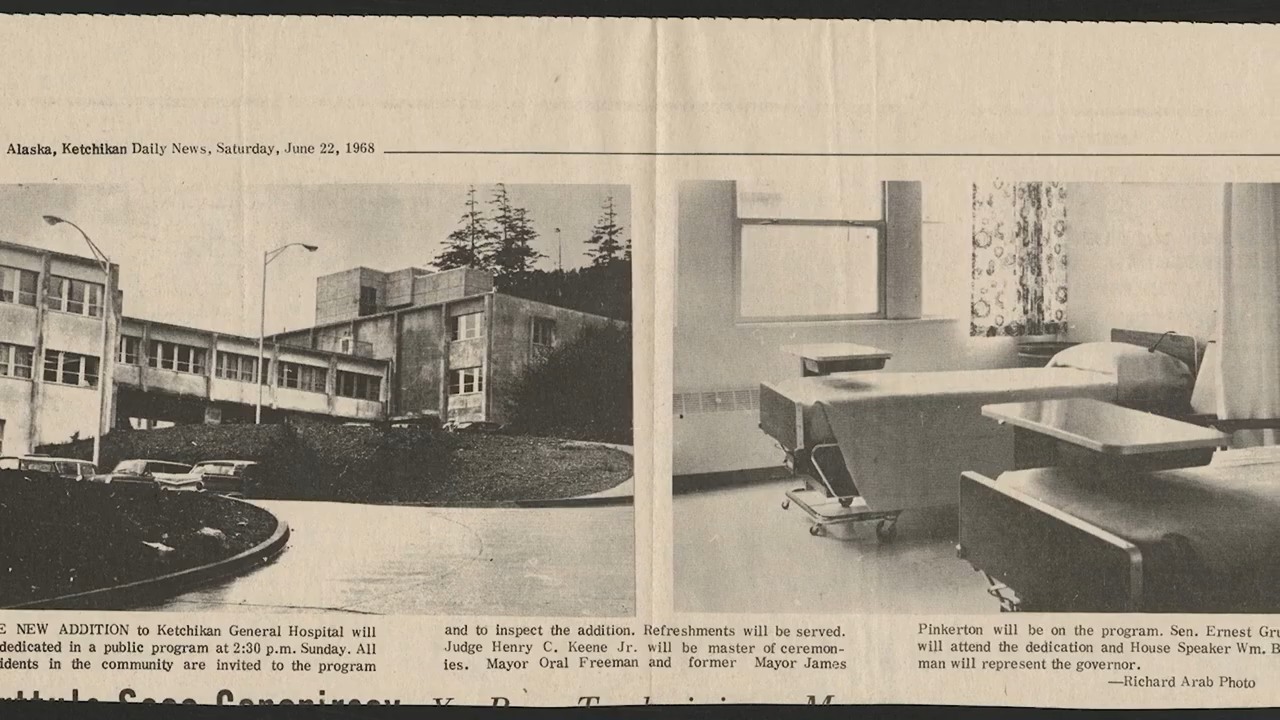 Alaska, Ketchikan Daily News, Saturday, June 22, 1968
E NEW ADDITION to Ketchikan General Hospital will
dedicated in a public program at 2:30 p.m. Sunday. All
idents in the community are invited to the program
and to inspect the addition. Refreshments will be served.
Judge Henry C. Keene Jr. will be master of ceremon-
ies. Mayor Oral Freeman and former Mayor James
Pinkerton will be on the program. Sen. Ernest Gru
will attend the dedication and House Speaker Wm. B
man will represent the governor.
—Richard Arab Photo